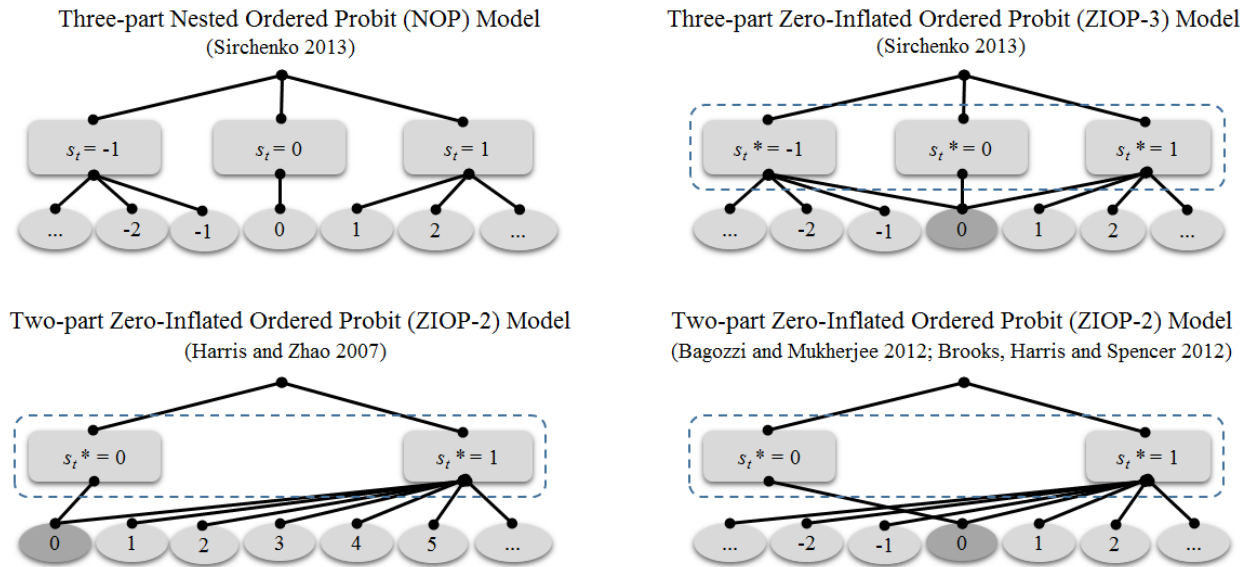 Three-part Nested Ordered Probit (NOP) Model
(Sirchenko 2013)
s_t = -1
s_t = 0
s_t = 1
...
-2
-1
0
1
2
...
Three-part Zero-Inflated Ordered Probit (ZIOP-3) Model
(Sirchenko 2013)
s_t * = -1
s_t * = 0
s_t * = 1
...
-2
-1
0
1
2
...
Two-part Zero-Inflated Ordered Probit (ZIOP-2) Model
(Harris and Zhao 2007)
s_t * = 0
s_t * = 1
0
1
2
3
4
5
...
Two-part Zero-Inflated Ordered Probit (ZIOP-2) Model
(Bagozzi and Mukherjee 2012; Brooks, Harris and Spencer 2012)
s_t * = 0
s_t * = 1
...
-2
-1
0
1
2
...